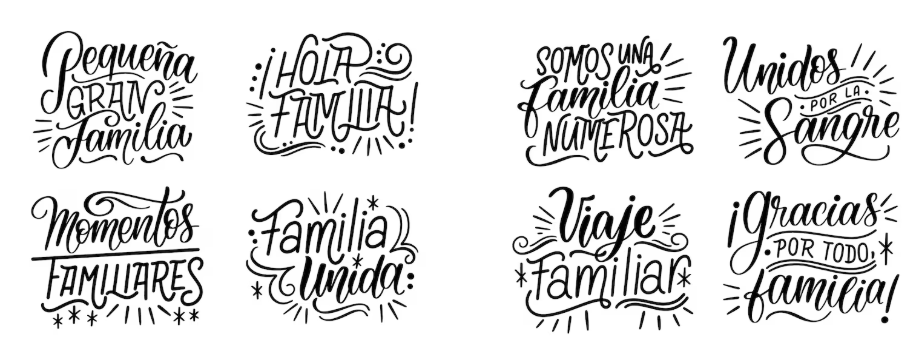 Pequeña
GRAN
familia
¡HOLA
FAMILIA!
SOMOS UNA
familia
NUMEROSA
Unidos
POR LA
Sangre
Momentos
FAMILIARES
Familia
Unida
Viaje
Familiar
¡Gracias
POR TODO,
familia!